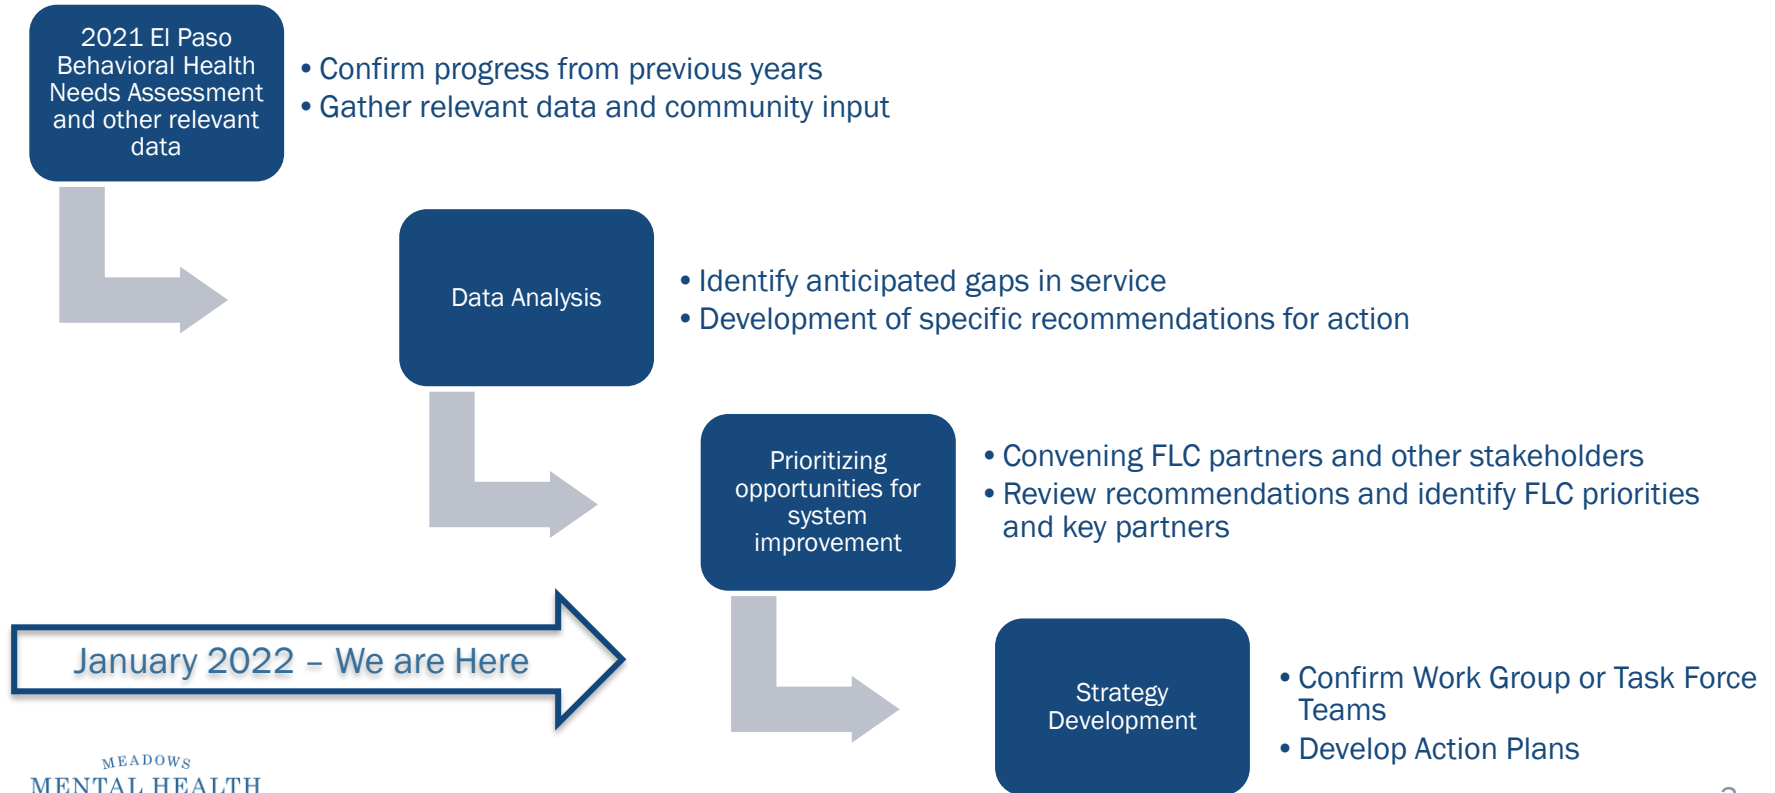 2021 El Paso
Behavioral Health
Needs Assessment
and other relevant
data
• Confirm progress from previous years
• Gather relevant data and community input
Data Analysis
• Identify anticipated gaps in service
• Development of specific recommendations for action
Prioritizing
opportunities for
system
improvement
• Convening FLC partners and other stakeholders
• Review recommendations and identify FLC priorities
and key partners
January 2022 – We are Here
Strategy
Development
• Confirm Work Group or Task Force
Teams
• Develop Action Plans
MEADOWS
MENTAL HEALTH